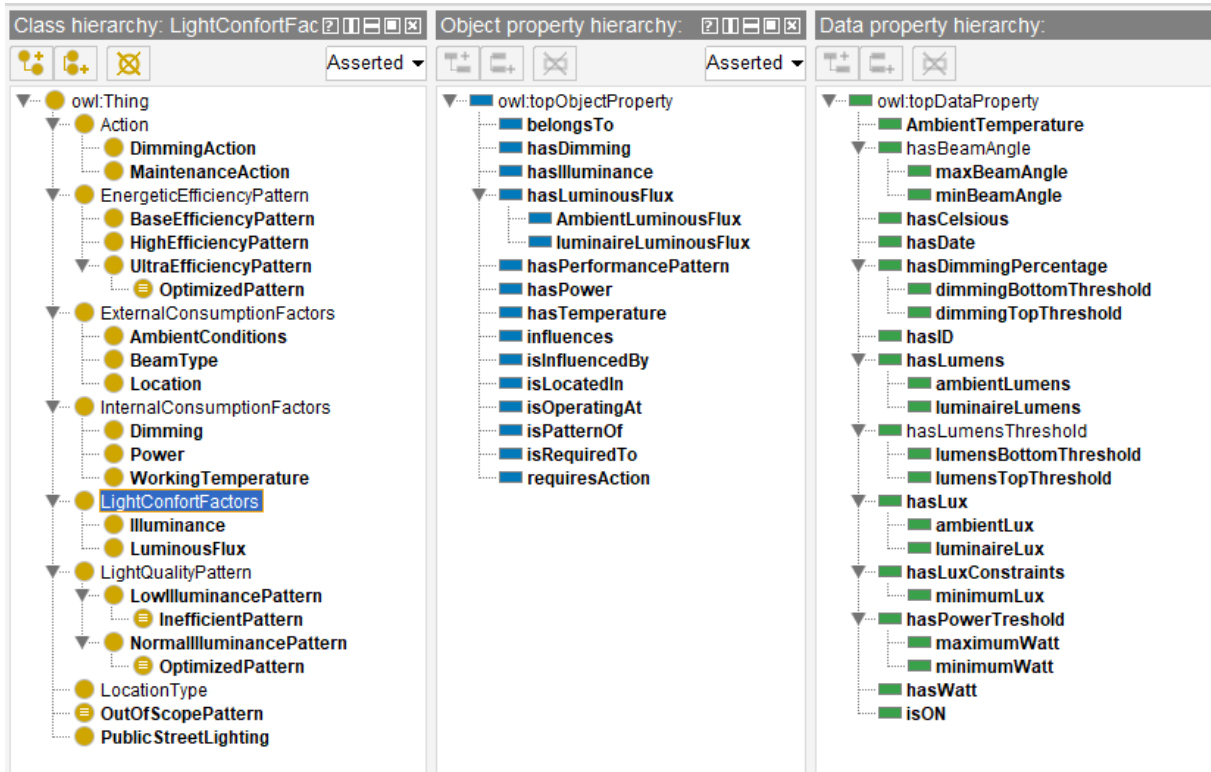 Class hierarchy: LightConfortFac
Asserted
owl:Thing
Action
DimmingAction
MaintenanceAction
EnergeticEfficiencyPattern
BaseEfficiencyPattern
HighEfficiencyPattern
UltraEfficiencyPattern
OptimizedPattern
ExternalConsumptionFactors
AmbientConditions
BeamType
Location
InternalConsumptionFactors
Dimming
Power
WorkingTemperature
LightConfortFactors
Illuminance
LuminousFlux
LightQualityPattern
LowIlluminancePattern
InefficientPattern
NormalIlluminancePattern
OptimizedPattern
LocationType
OutOfScopePattern
PublicStreetLighting
Object property hierarchy:
Asserted
owl:topObjectProperty
belongsTo
hasDimming
hasIlluminance
hasLuminousFlux
AmbientLuminousFlux
luminaireLuminousFlux
hasPerformancePattern
hasPower
hasTemperature
influences
isInfluencedBy
isLocatedIn
isOperatingAt
isPatternOf
isRequiredTo
requiresAction
Data property hierarchy:
owl:topDataProperty
AmbientTemperature
hasBeamAngle
maxBeamAngle
minBeamAngle
hasCelsious
hasDate
hasDimmingPercentage
dimmingBottomThreshold
dimmingTopThreshold
hasID
hasLumens
ambientLumens
luminaireLumens
hasLumensThreshold
lumensBottomThreshold
lumensTopThreshold
hasLux
ambientLux
luminaireLux
hasLuxConstraints
minimumLux
hasPowerTreshold
maximumWatt
minimumWatt
hasWatt
isON